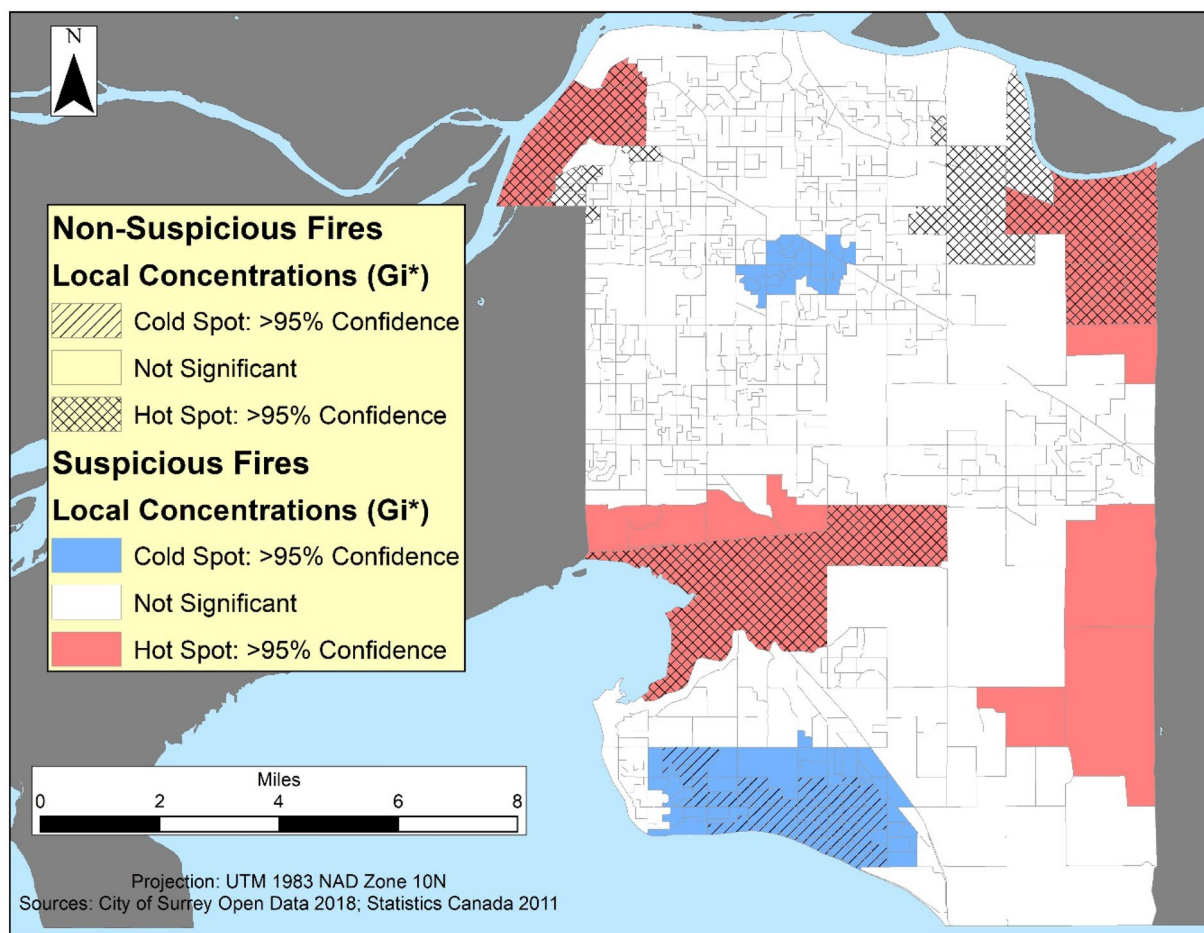 N
Non-Suspicious Fires
Local Concentrations (Gi*)
Cold Spot: >95% Confidence
Not Significant
Hot Spot: >95% Confidence
Suspicious Fires
Local Concentrations (Gi*)
Cold Spot: >95% Confidence
Not Significant
Hot Spot: >95% Confidence
Miles
0 2 4 6 8
Projection: UTM 1983 NAD Zone 10N
Sources: City of Surrey Open Data 2018; Statistics Canada 2011